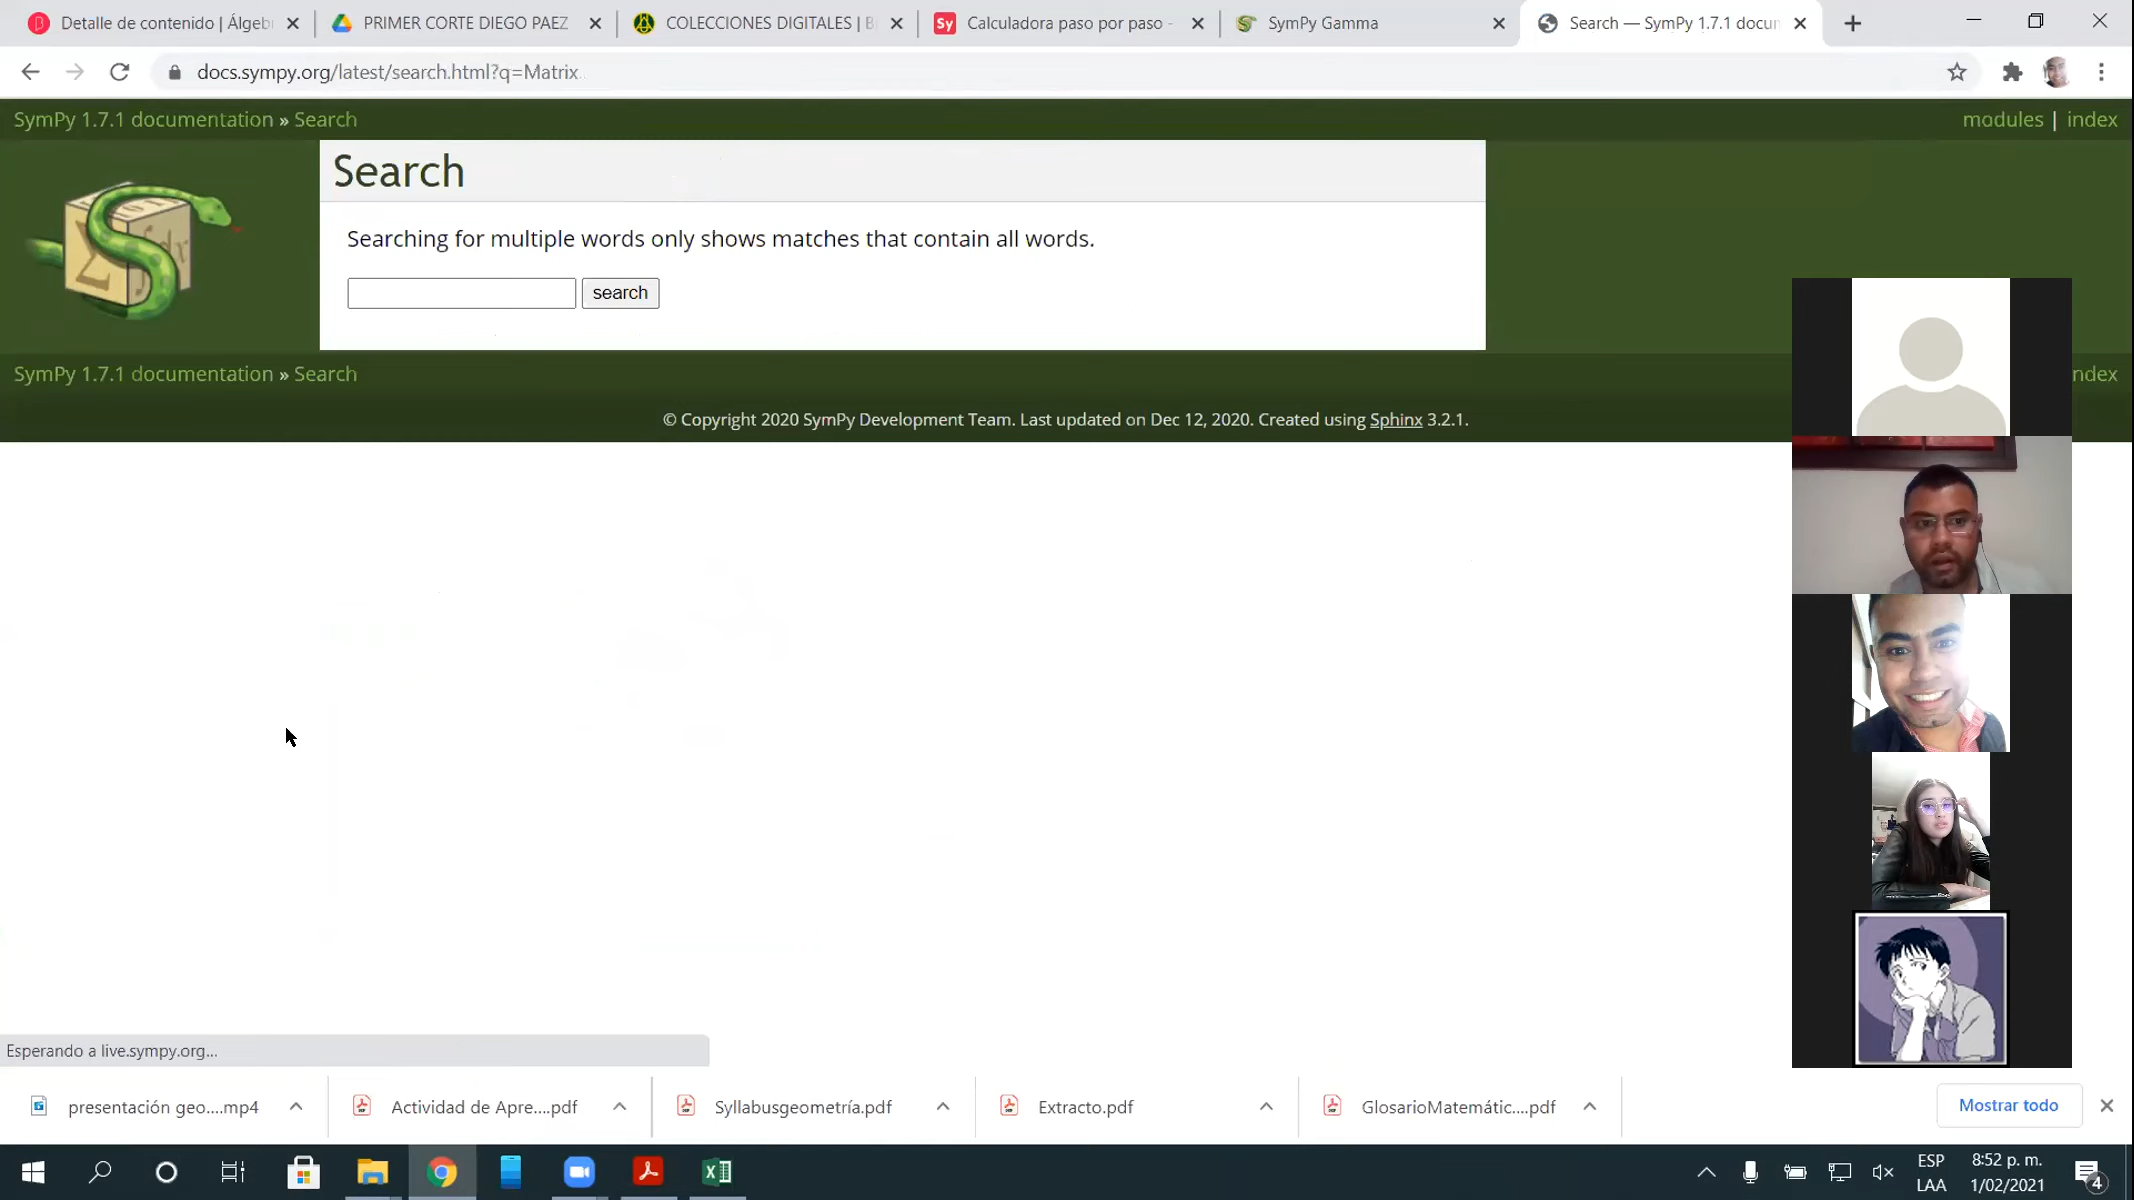 Detalle de contenido | Álgeb
PRIMER CORTE DIEGO PAEZ
COLECCIONES DIGITALES | B
Sy Calculadora paso por paso -
SymPy Gamma
Search — SymPy 1.7.1 docu
docs.sympy.org/latest/search.html?q=Matrix
SymPy 1.7.1 documentation » Search
modules | index
Search
Searching for multiple words only shows matches that contain all words.
search
SymPy 1.7.1 documentation » Search
ndex
© Copyright 2020 SymPy Development Team. Last updated on Dec 12, 2020. Created using Sphinx 3.2.1.
Esperando a live.sympy.org...
presentación geo....mp4
Actividad de Apre....pdf
Syllabusgeometría.pdf
Extracto.pdf
GlosarioMatemátic....pdf
Mostrar todo
ESP
LAA
8:52 p. m.
1/02/2021
4